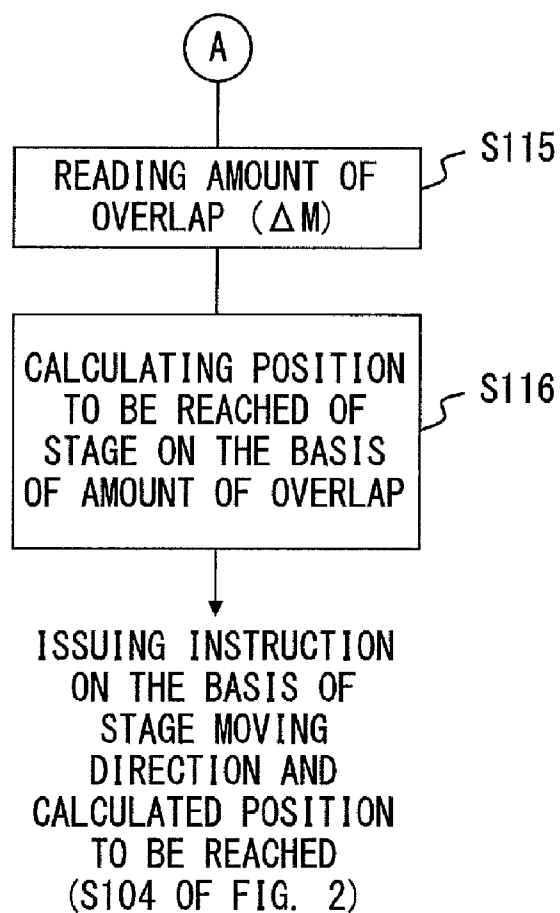 A
S115
READING AMOUNT OF
OVERLAP (ΔM)
S116
CALCULATING POSITION
TO BE REACHED OF
STAGE ON THE BASIS
OF AMOUNT OF OVERLAP
ISSUING INSTRUCTION
ON THE BASIS OF
STAGE MOVING
DIRECTION AND
CALCULATED POSITION
TO BE REACHED
(S104 OF FIG. 2)